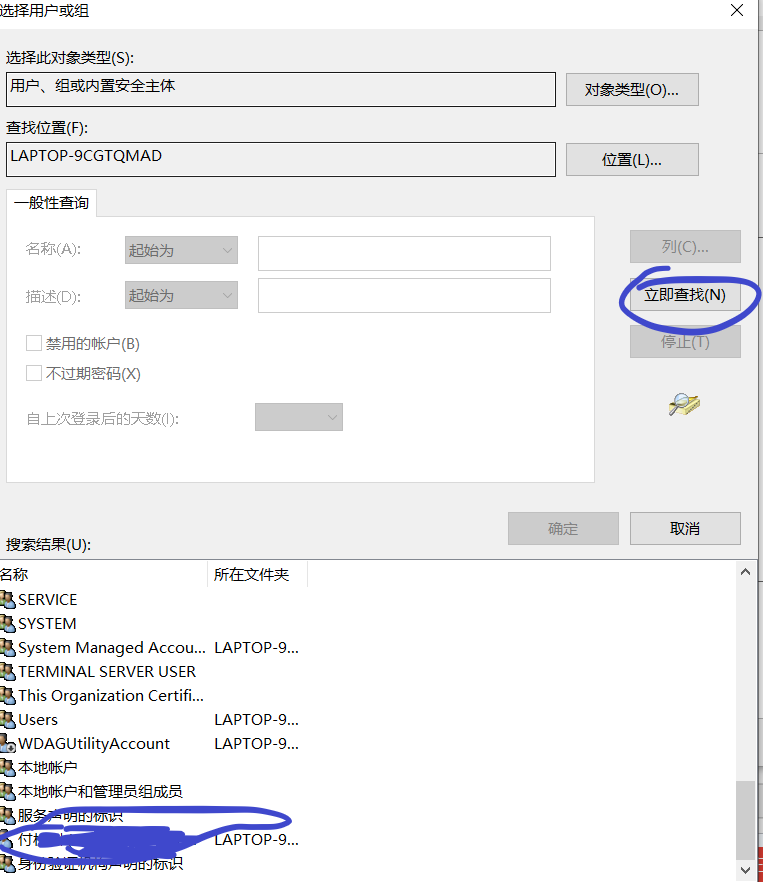 选择用户或组
选择此对象类型(S):
用户、组或内置安全主体
对象类型(O)...
查找位置(F):
LAPTOP-9CGTQMAD
位置(L)...
一般性查询
名称(A):
起始为
列(C)...
描述(D):
起始为
立即查找(N)
停止(T)
禁用的帐户(B)
不过期密码(X)
自上次登录后的天数(I):
确定
取消
搜索结果(U):
名称 所在文件夹
SERVICE
SYSTEM
System Managed Accou... LAPTOP-9...
TERMINAL SERVER USER
This Organization Certifi...
Users LAPTOP-9...
WDAGUtilityAccount LAPTOP-9...
本地帐户
本地帐户和管理员组成员
服务声明的标识
付 LAPTOP-9...
身份验证机构声明的标识